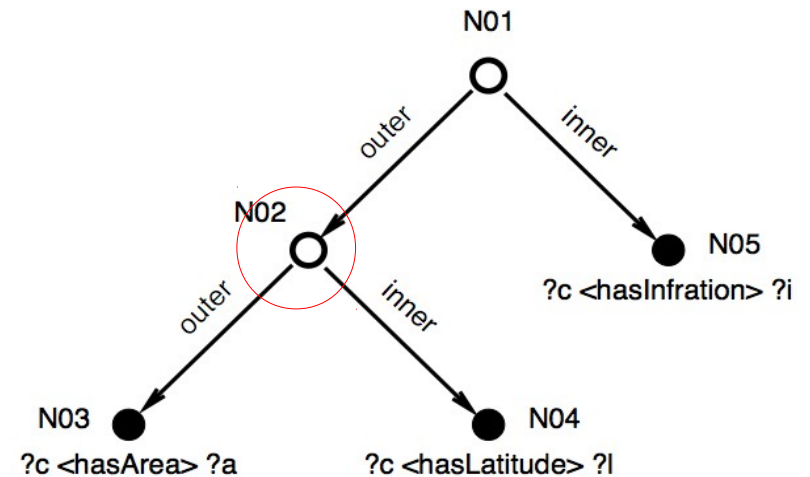 N01
outer
inner
N02
N05
?c <hasInfration> ?i
outer
inner
N03
N04
?c <hasArea> ?a
?c <hasLatitude> ?l